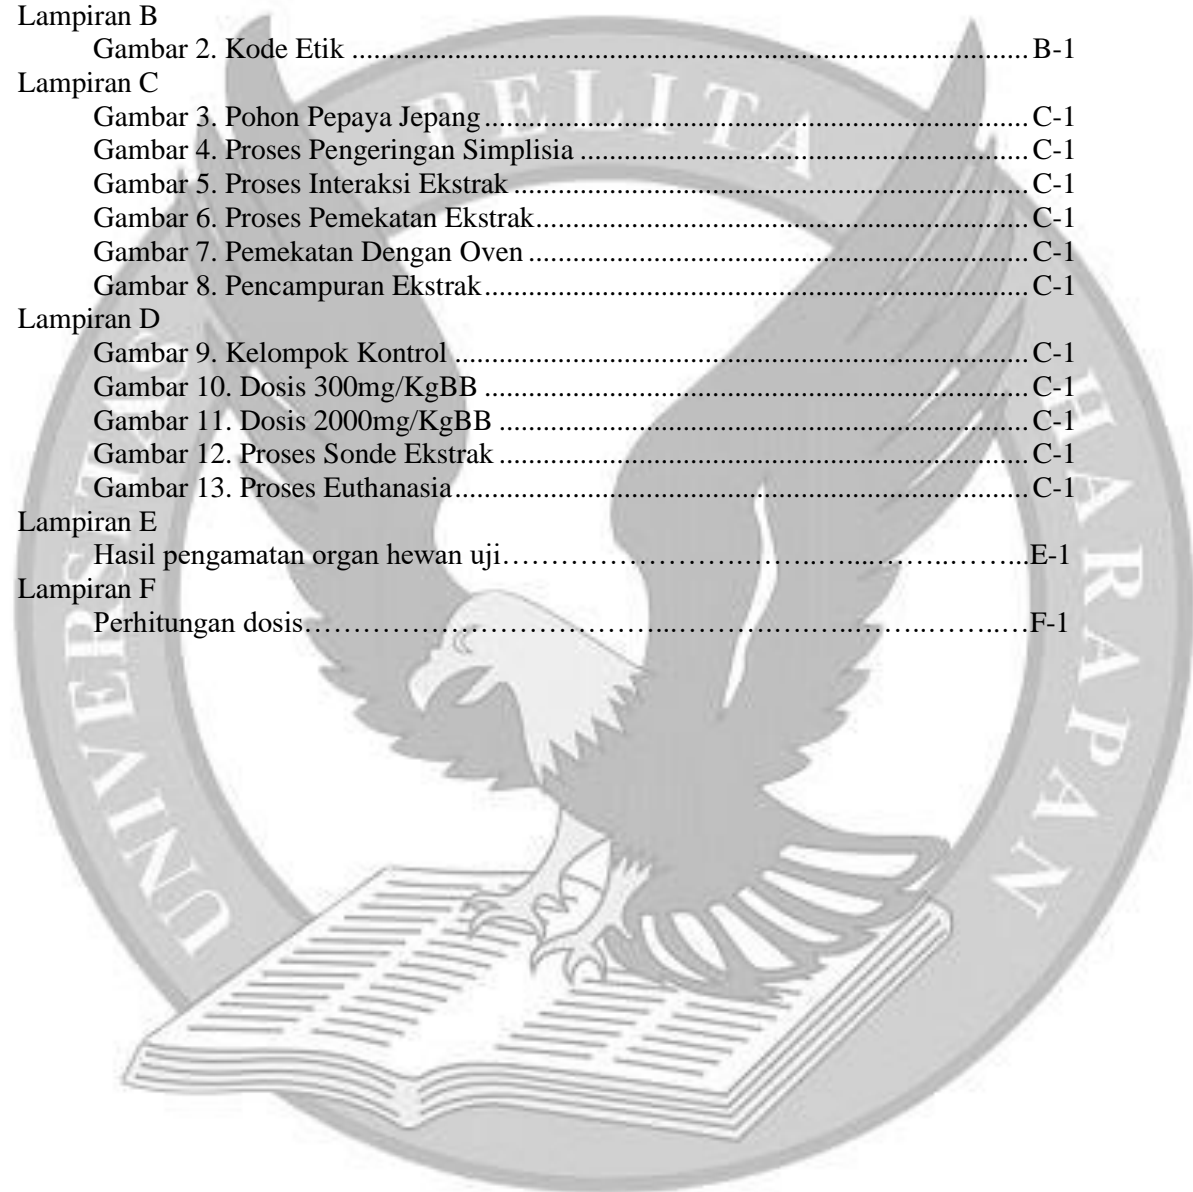 Lampiran B
Gambar 2. Kode Etik ............................................................................................. B-1
Lampiran C
Gambar 3. Pohon Pepaya Jepang ........................................................................... C-1
Gambar 4. Proses Pengeringan Simplisia .............................................................. C-1
Gambar 5. Proses Interaksi Ekstrak ....................................................................... C-1
Gambar 6. Proses Pemekatan Ekstrak.................................................................... C-1
Gambar 7. Pemekatan Dengan Oven ..................................................................... C-1
Gambar 8. Pencampuran Ekstrak ........................................................................... C-1
Lampiran D
Gambar 9. Kelompok Kontrol ............................................................................... C-1
Gambar 10. Dosis 300mg/KgBB ........................................................................... C-1
Gambar 11. Dosis 2000mg/KgBB ......................................................................... C-1
Gambar 12. Proses Sonde Ekstrak ......................................................................... C-1
Gambar 13. Proses Euthanasia ............................................................................... C-1
Lampiran E
Hasil pengamatan organ hewan uji……………….………….…….….....……..……...E-1
Lampiran F
Perhitungan dosis………………………………...…………….…….…….……..…F-1
UNIVERSITAS PELITA HARAPAN